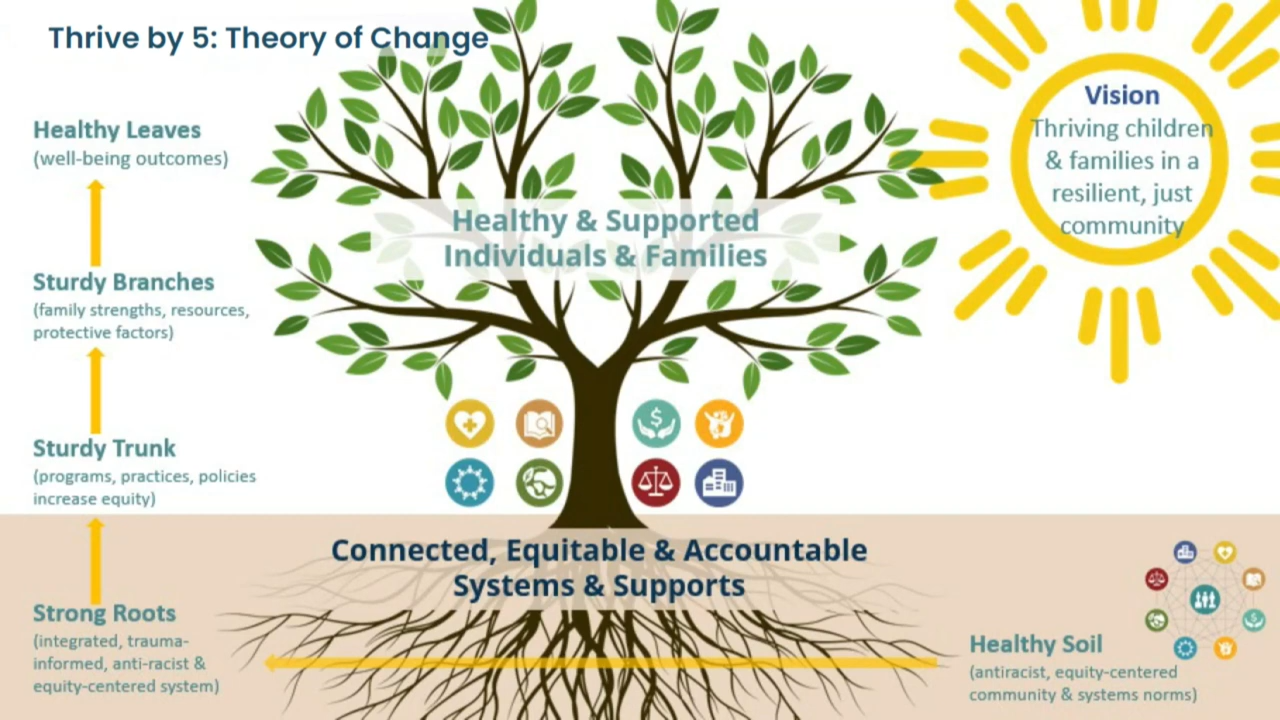 Thrive by 5: Theory of Change
Healthy Leaves
(well-being outcomes)
Sturdy Branches
(family strengths, resources,
protective factors)
Sturdy Trunk
(programs, practices, policies
increase equity)
Strong Roots
(integrated, trauma-
informed, anti-racist &
equity-centered system)
Healthy & Supported
Individuals & Families
$
Connected, Equitable & Accountable
Systems & Supports
Vision
Thriving children
& families in a
resilient, just
community
$
Healthy Soil
(antiracist, equity-centered
community & systems norms)